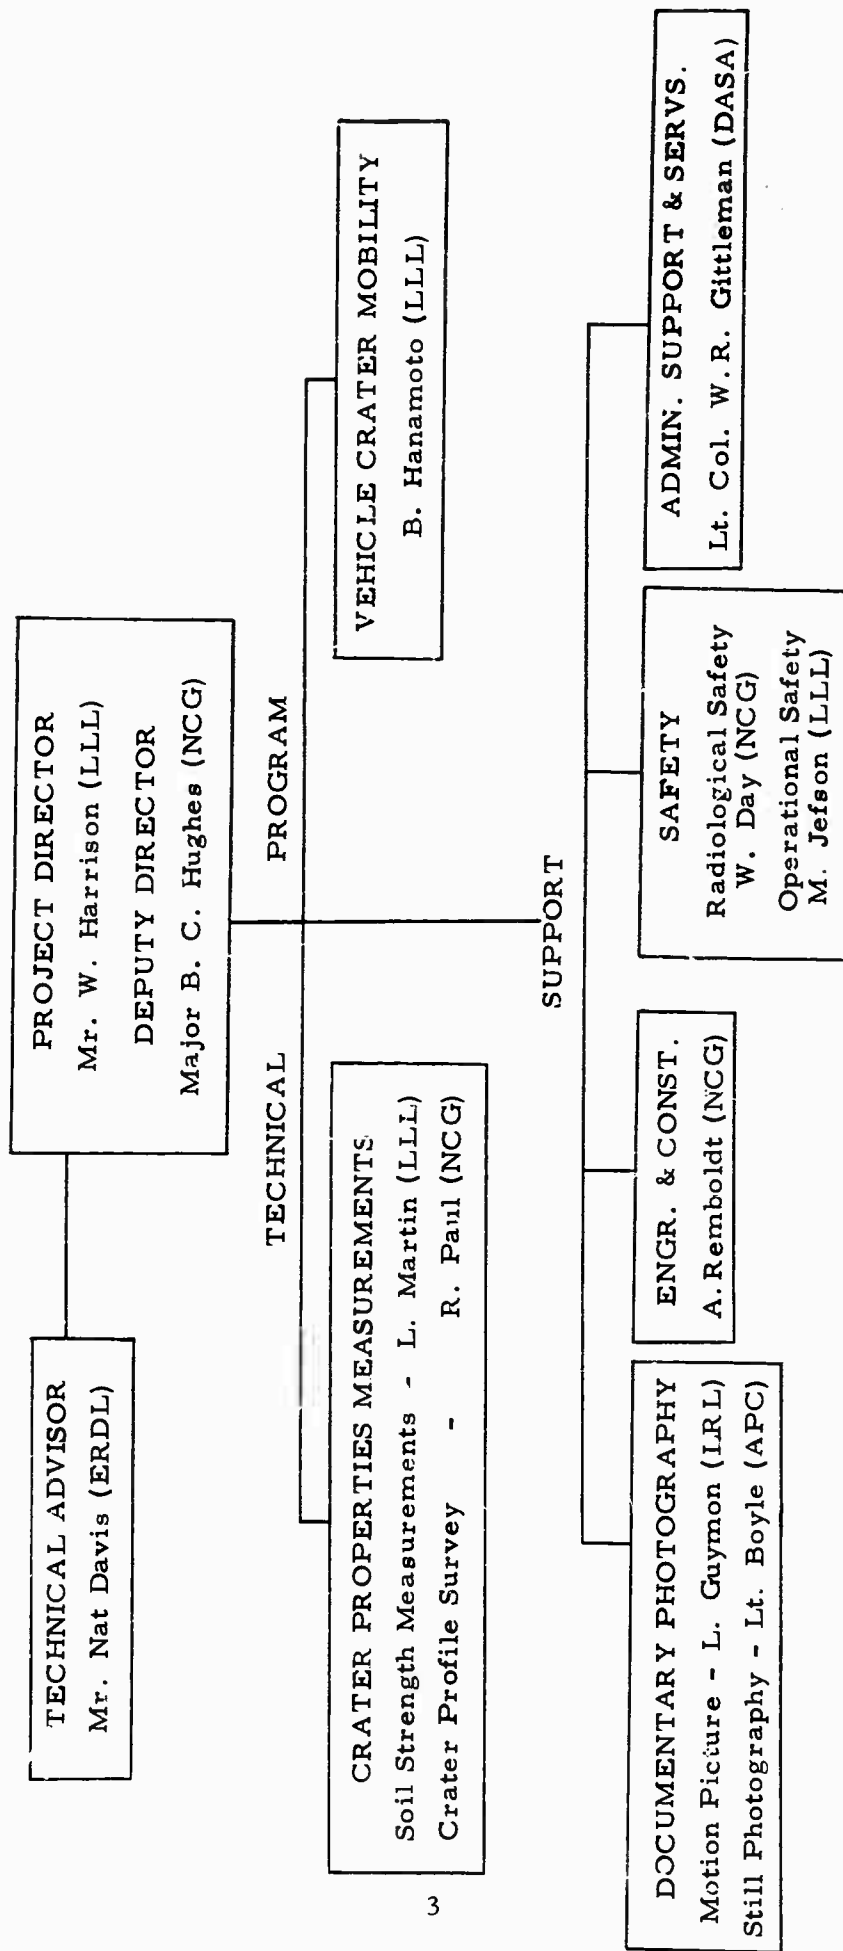 TECHNICAL ADVISOR
Mr. Nat Davis (ERDL)
PROJECT DIRECTOR
Mr. W. Harrison (LLL)
DEPUTY DIRECTOR
Major B. C. Hughes (NCG)
TECHNICAL PROGRAM
CRATER PROPERTIES MEASUREMENTS
Soil Strength Measurements - L. Martin (LLL)
Crater Profile Survey - R. Paul (NCG)
VEHICLE CRATER MOBILITY
B. Hanamoto (LLL)
SUPPORT
DOCUMENTARY PHOTOGRAPHY
Motion Picture - L. Guymon (LRL)
Still Photography - Lt. Boyle (APC)
ENGR. & CONST.
A. Remboldt (NCG)
SAFETY
Radiological Safety
W. Day (NCG)
Operational Safety
M. Jefson (LLL)
ADMIN. SUPPORT & SERVS.
Lt. Col. W.R. Gittleman (DASA)
3